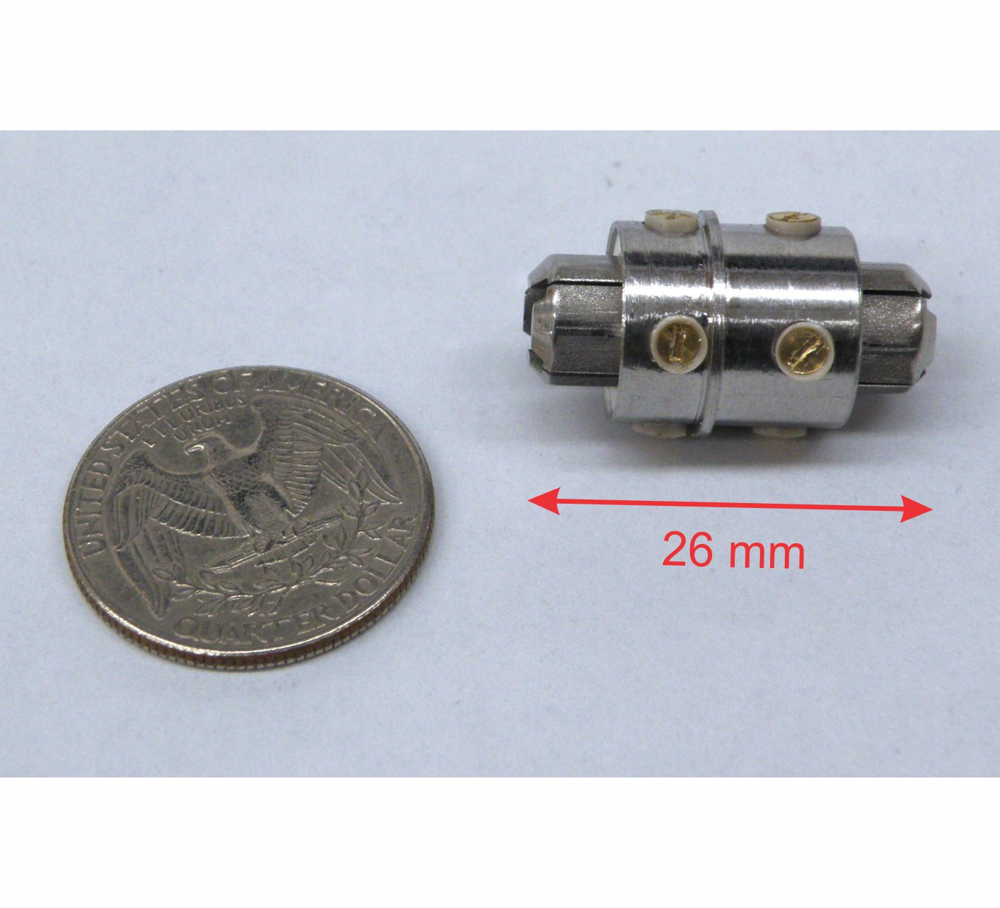 UNITED STATES OF AMERICA
E PLURIBUS
UNUM
QUARTER DOLLAR
26 mm